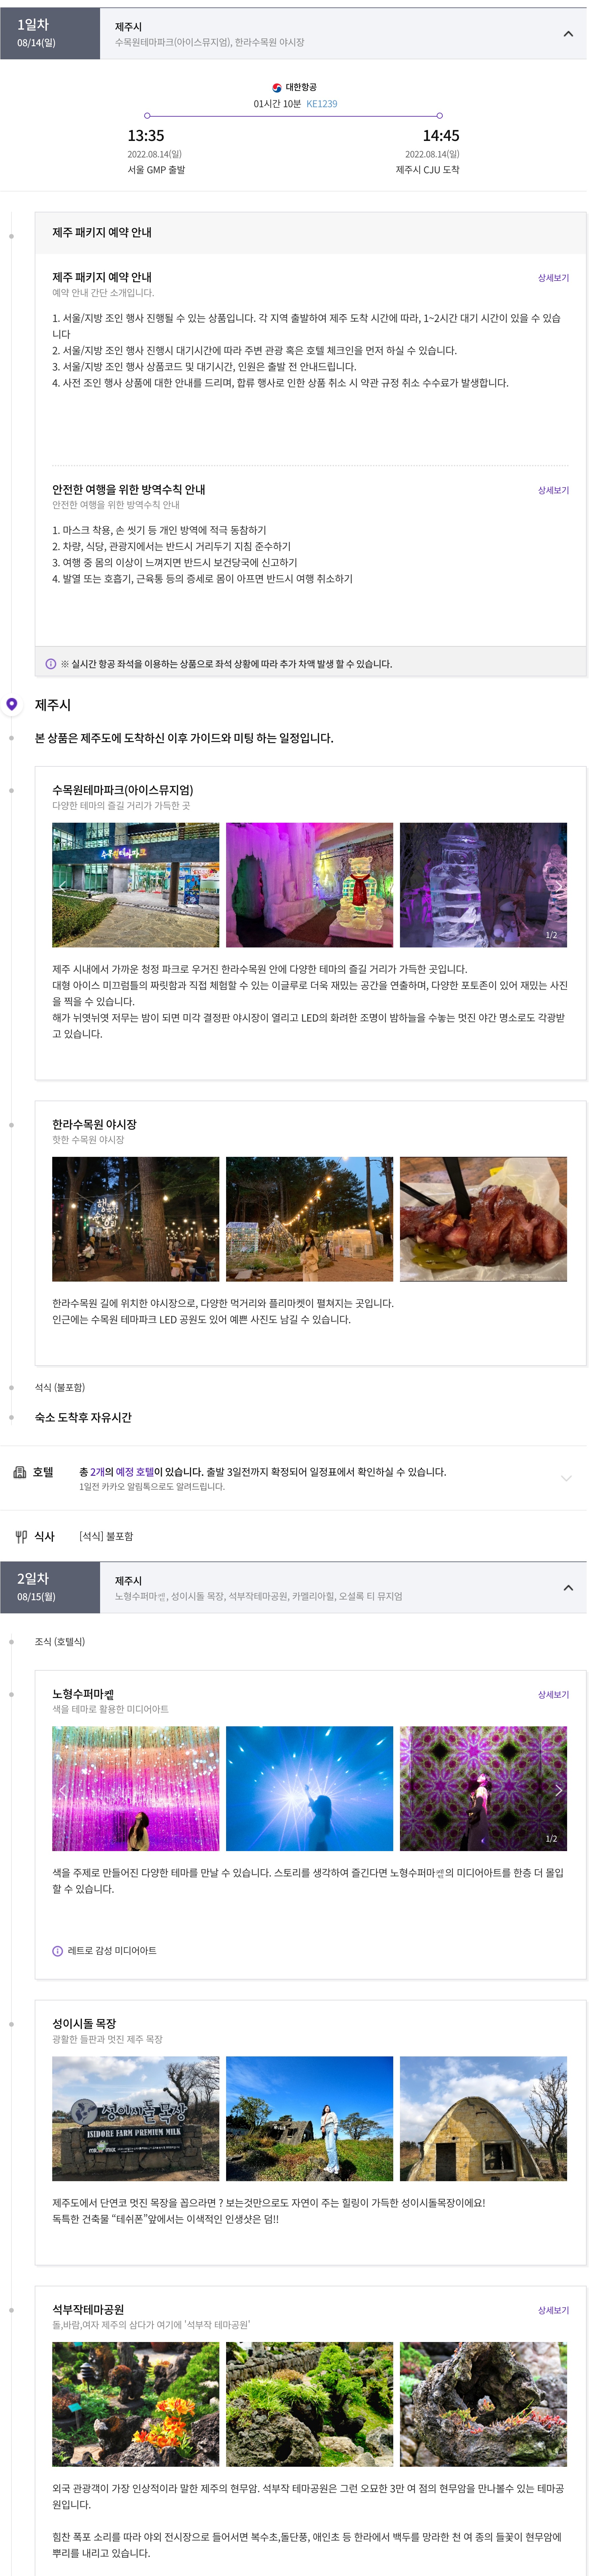 1일차
08/14(일)
제주시
수목원테마파크(아이스뮤지엄), 한라수목원 야시장
대한항공
01시간 10분 KE1239
13:35
14:45
2022.08.14(일)
2022.08.14(일)
서울 GMP 출발
제주시 CJU 도착
제주 패키지 예약 안내
제주 패키지 예약 안내
상세보기
예약 안내 간단 소개입니다.
1. 서울/지방 조인 행사 진행될 수 있는 상품입니다. 각 지역 출발하여 제주 도착 시간에 따라, 1~2시간 대기 시간이 있을 수 있습
니다
2. 서울/지방 조인 행사 진행시 대기시간에 따라 주변 관광 혹은 호텔 체크인을 먼저 하실 수 있습니다.
3. 서울/지방 조인 행사 상품코드 및 대기시간, 인원은 출발 전 안내드립니다.
4. 사전 조인 행사 상품에 대한 안내를 드리며, 합류 행사로 인한 상품 취소 시 약관 규정 취소 수수료가 발생합니다.
안전한 여행을 위한 방역수칙 안내
상세보기
안전한 여행을 위한 방역수칙 안내
1. 마스크 착용, 손 씻기 등 개인 방역에 적극 동참하기
2. 차량, 식당, 관광지에서는 반드시 거리두기 지침 준수하기
3. 여행 중 몸의 이상이 느껴지면 반드시 보건당국에 신고하기
4. 발열 또는 호흡기, 근육통 등의 증세로 몸이 아프면 반드시 여행 취소하기
※ 실시간 항공 좌석을 이용하는 상품으로 좌석 상황에 따라 추가 차액 발생 할 수 있습니다.
제주시
본 상품은 제주도에 도착하신 이후 가이드와 미팅 하는 일정입니다.
수목원테마파크(아이스뮤지엄)
다양한 테마의 즐길 거리가 가득한 곳
수목원테마파크
1/2
제주 시내에서 가까운 청정 파크로 우거진 한라수목원 안에 다양한 테마의 즐길 거리가 가득한 곳입니다.
대형 아이스 미끄럼틀의 짜릿함과 직접 체험할 수 있는 이글루로 더욱 재밌는 공간을 연출하며, 다양한 포토존이 있어 재밌는 사진
을 찍을 수 있습니다.
해가 뉘엿뉘엿 저무는 밤이 되면 미각 결정판 야시장이 열리고 LED의 화려한 조명이 밤하늘을 수놓는 멋진 야간 명소로도 각광받
고 있습니다.
한라수목원 야시장
핫한 수목원 야시장
한라수목원 길에 위치한 야시장으로, 다양한 먹거리와 플리마켓이 펼쳐지는 곳입니다.
인근에는 수목원 테마파크 LED 공원도 있어 예쁜 사진도 남길 수 있습니다.
석식 (불포함)
숙소 도착후 자유시간
호텔
총 2개의 예정 호텔이 있습니다. 출발 3일전까지 확정되어 일정표에서 확인하실 수 있습니다.
1일전 카카오 알림톡으로도 알려드립니다.
식사
[석식] 불포함
2일차
08/15(월)
제주시
노형수퍼마켙, 성이시돌 목장, 석부작테마공원, 카멜리아힐, 오설록 티 뮤지엄
조식 (호텔식)
노형수퍼마켙
상세보기
색을 테마로 활용한 미디어아트
1/2
색을 주제로 만들어진 다양한 테마를 만날 수 있습니다. 스토리를 생각하여 즐긴다면 노형수퍼마켙의 미디어아트를 한층 더 몰입
할 수 있습니다.
레트로 감성 미디어아트
성이시돌 목장
광활한 들판과 멋진 제주 목장
성이시돌목장
ISIDORE FARM PREMIUM MILK
제주도에서 단연코 멋진 목장을 꼽으라면 ? 보는것만으로도 자연이 주는 힐링이 가득한 성이시돌목장이에요!
독특한 건축물 “테쉬폰”앞에서는 이색적인 인생샷은 덤!!
석부작테마공원
상세보기
돌,바람,여자 제주의 삼다가 여기에 '석부작 테마공원'
외국 관광객이 가장 인상적이라 말한 제주의 현무암. 석부작 테마공원은 그런 오묘한 3만 여 점의 현무암을 만나볼수 있는 테마공
원입니다.
힘찬 폭포 소리를 따라 야외 전시장으로 들어서면 복수초,돌단풍, 애인초 등 한라에서 백두를 망라한 천 여 종의 들꽃이 현무암에
뿌리를 내리고 있습니다.